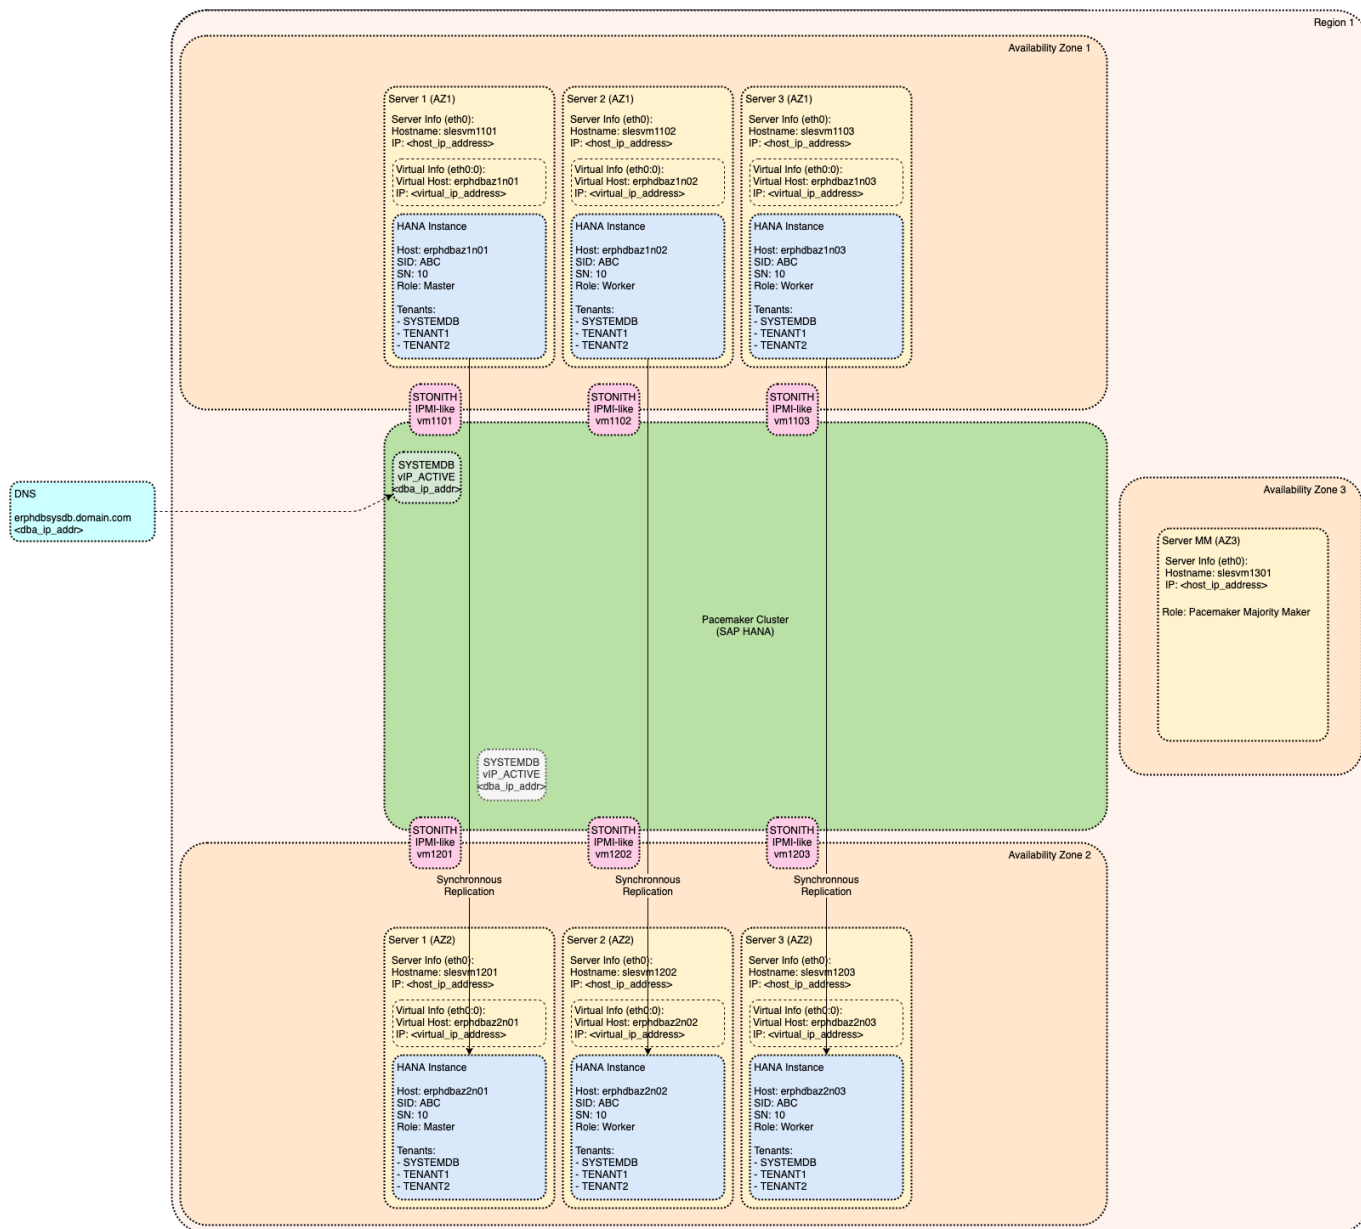 Region 1
Availability Zone 1
Server 1 (AZ1)
Server Info (eth0):
Hostname: slesvm1101
IP: <host_ip_address>
Virtual Info (eth0:0):
Virtual Host: erphdbaz1n01
IP: <virtual_ip_address>
HANA Instance
Host: erphdbaz1n01
SID: ABC
SN: 10
Role: Master
Tenants:
- SYSTEMDB
- TENANT1
- TENANT2
Server 2 (AZ1)
Server Info (eth0):
Hostname: slesvm1102
IP: <host_ip_address>
Virtual Info (eth0:0):
Virtual Host: erphdbaz1n02
IP: <virtual_ip_address>
HANA Instance
Host: erphdbaz1n02
SID: ABC
SN: 10
Role: Worker
Tenants:
- SYSTEMDB
- TENANT1
- TENANT2
Server 3 (AZ1)
Server Info (eth0):
Hostname: slesvm1103
IP: <host_ip_address>
Virtual Info (eth0:0):
Virtual Host: erphdbaz1n03
IP: <virtual_ip_address>
HANA Instance
Host: erphdbaz1n03
SID: ABC
SN: 10
Role: Worker
Tenants:
- SYSTEMDB
- TENANT1
- TENANT2
STONITH
IPMI-like
vm1101
STONITH
IPMI-like
vm1102
STONITH
IPMI-like
vm1103
SYSTEMDB
vIP_ACTIVE
<dba_ip_addr>
DNS
erphdbsysdb.domain.com
<dba_ip_addr>
Pacemaker Cluster
(SAP HANA)
Availability Zone 3
Server MM (AZ3)
Server Info (eth0):
Hostname: slesvm1301
IP: <host_ip_address>
Role: Pacemaker Majority Maker
SYSTEMDB
vIP_ACTIVE
<dba_ip_addr>
STONITH
IPMI-like
vm1201
STONITH
IPMI-like
vm1202
STONITH
IPMI-like
vm1203
Availability Zone 2
Synchronnous
Replication
Synchronnous
Replication
Synchronnous
Replication
Server 1 (AZ2)
Server Info (eth0):
Hostname: slesvm1201
IP: <host_ip_address>
Virtual Info (eth0:0):
Virtual Host: erphdbaz2n01
IP: <virtual_ip_address>
HANA Instance
Host: erphdbaz2n01
SID: ABC
SN: 10
Role: Master
Tenants:
- SYSTEMDB
- TENANT1
- TENANT2
Server 2 (AZ2)
Server Info (eth0):
Hostname: slesvm1202
IP: <host_ip_address>
Virtual Info (eth0:0):
Virtual Host: erphdbaz2n02
IP: <virtual_ip_address>
HANA Instance
Host: erphdbaz2n02
SID: ABC
SN: 10
Role: Worker
Tenants:
- SYSTEMDB
- TENANT1
- TENANT2
Server 3 (AZ2)
Server Info (eth0):
Hostname: slesvm1203
IP: <host_ip_address>
Virtual Info (eth0:0):
Virtual Host: erphdbaz2n03
IP: <virtual_ip_address>
HANA Instance
Host: erphdbaz2n03
SID: ABC
SN: 10
Role: Worker
Tenants:
- SYSTEMDB
- TENANT1
- TENANT2